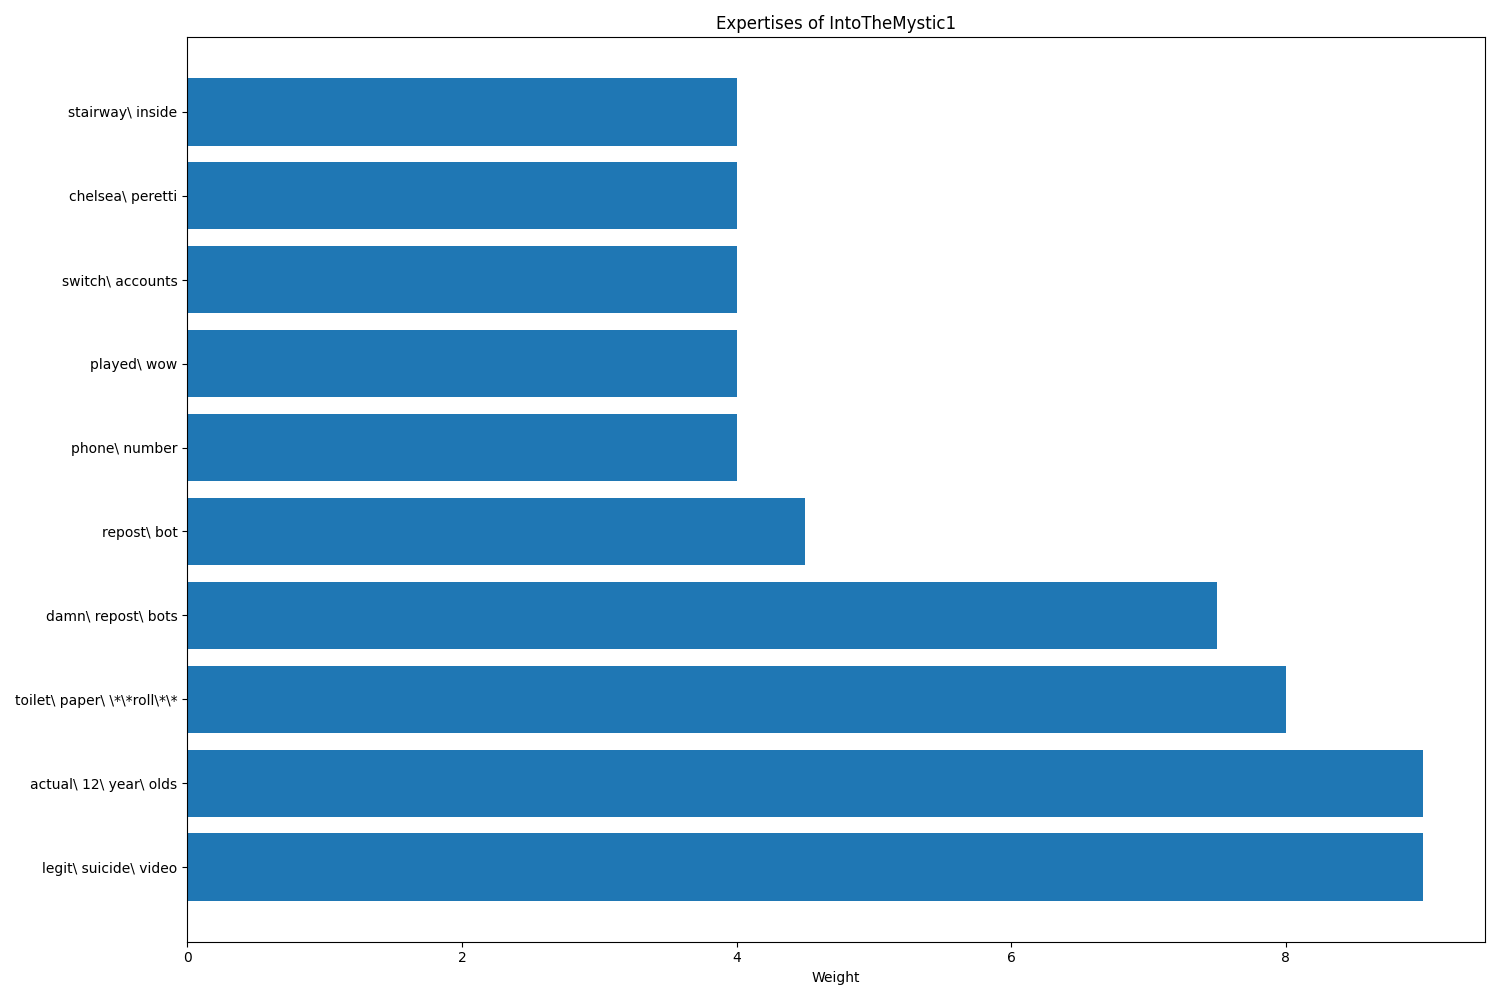 Expertises of IntoTheMystic1
stairway\ inside
chelsea\ peretti
switch\ accounts
played\ wow
phone\ number
repost\ bot
damn\ repost\ bots
toilet\ paper\ \*\*roll\*\*
actual\ 12\ year\ olds
legit\ suicide\ video
0 2 4 6 8
Weight